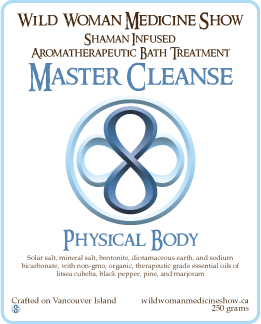 Wild Woman Medicine Show
Shaman Infused
Aromatherapeutic Bath Treatment
Master Cleanse
Physical Body
Solar salt, mineral salt, bentonite, diotamaceous earth, and sodium
bicarbonate, with non-gmo, organic, therapeutic grade essential oils of
litsea cubeba, black pepper, pine, and marjoram
Crafted on Vancouver Island
wildwomanmedicineshow.ca
250 grams